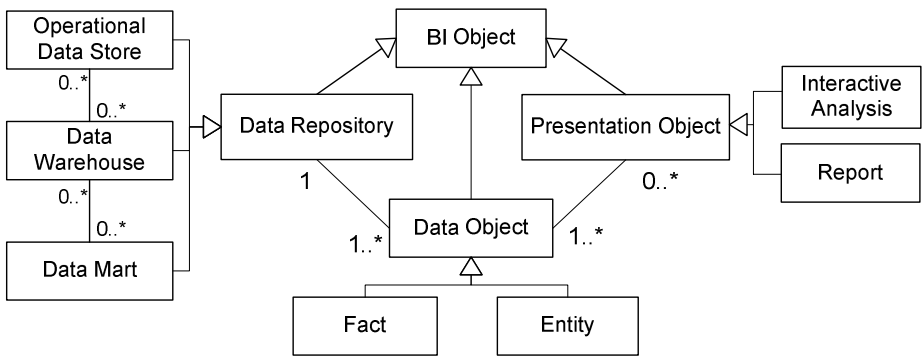 Operational
Data Store
0..*
0..*
Data
Warehouse
0..*
0..*
Data Mart
BI Object
Data Repository
1
1..*
Presentation Object
0..*
1..*
Data Object
Interactive
Analysis
Report
Fact
Entity